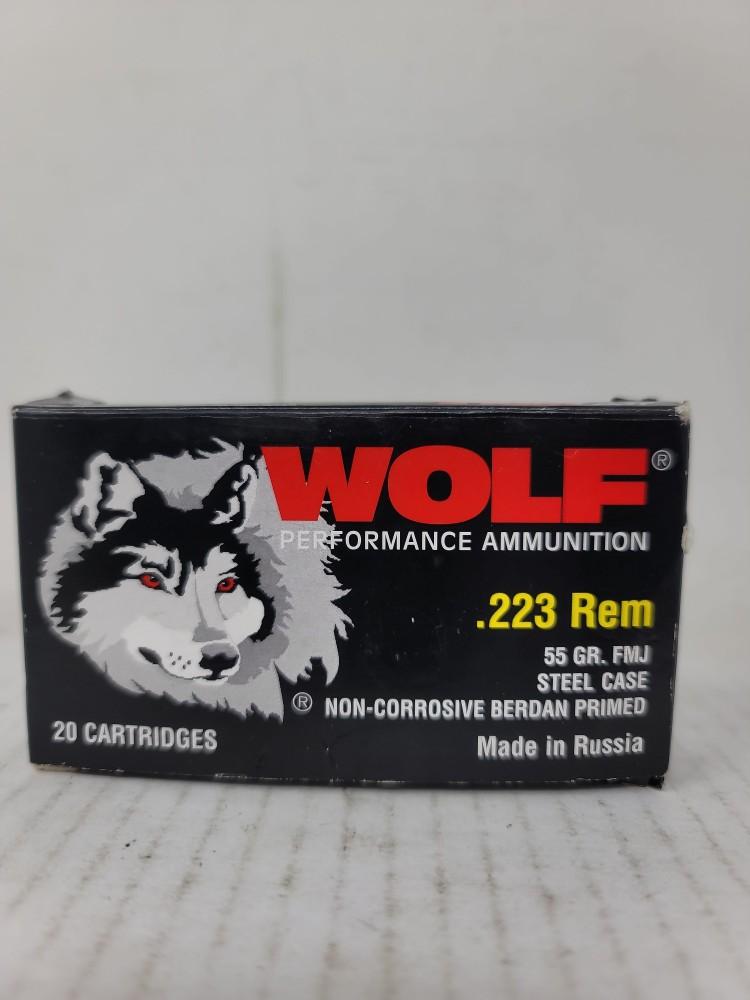 WOLF®
PERFORMANCE AMMUNITION
.223 Rem
55 GR. FMJ
STEEL CASE
® NON-CORROSIVE BERDAN PRIMED
20 CARTRIDGES
Made in Russia